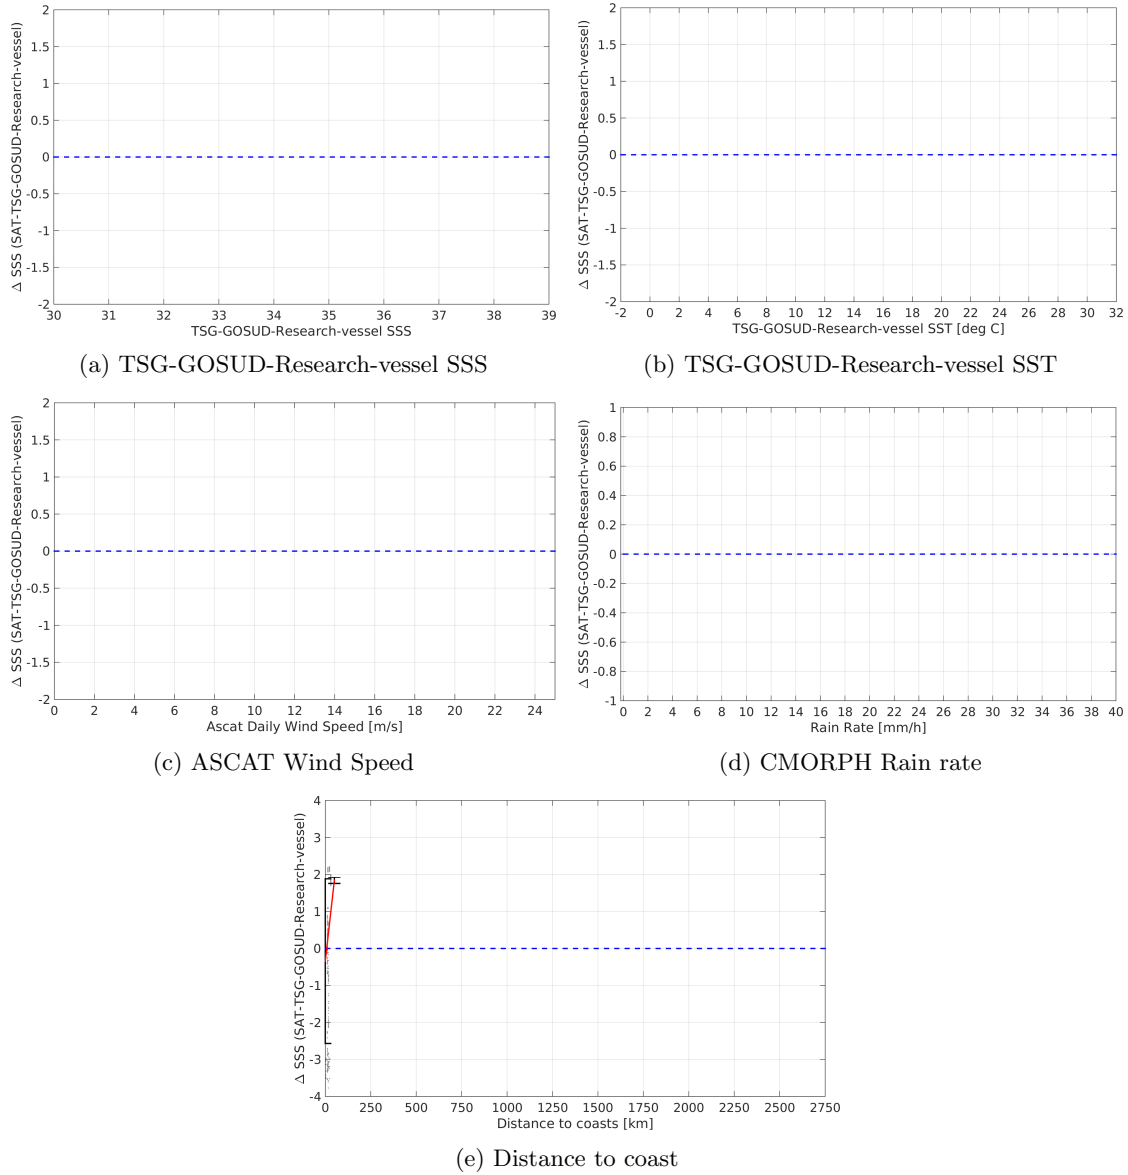 2
1.5
1
0.5
0
-0.5
-1
-1.5
-2
Δ SSS (SAT-TSG-GOSUD-Research-vessel)
30 31 32 33 34 35 36 37 38 39
TSG-GOSUD-Research-vessel SSS
(a) TSG-GOSUD-Research-vessel SSS
2
1.5
1
0.5
0
-0.5
-1
-1.5
-2
Δ SSS (SAT-TSG-GOSUD-Research-vessel)
-2 0 2 4 6 8 10 12 14 16 18 20 22 24 26 28 30 32
TSG-GOSUD-Research-vessel SST [deg C]
(b) TSG-GOSUD-Research-vessel SST
2
1.5
1
0.5
0
-0.5
-1
-1.5
-2
Δ SSS (SAT-TSG-GOSUD-Research-vessel)
0 2 4 6 8 10 12 14 16 18 20 22 24
Ascat Daily Wind Speed [m/s]
(c) ASCAT Wind Speed
1
0.8
0.6
0.4
0.2
0
-0.2
-0.4
-0.6
-0.8
-1
Δ SSS (SAT-TSG-GOSUD-Research-vessel)
0 2 4 6 8 10 12 14 16 18 20 22 24 26 28 30 32 34 36 38 40
Rain Rate [mm/h]
(d) CMORPH Rain rate
4
3
2
1
0
-1
-2
-3
-4
Δ SSS (SAT-TSG-GOSUD-Research-vessel)
0 250 500 750 1000 1250 1500 1750 2000 2250 2500 2750
Distance to coasts [km]
(e) Distance to coast